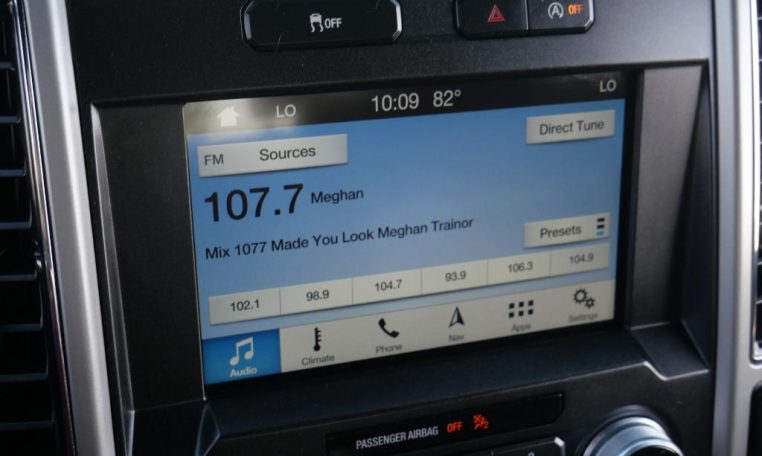 OFF
OFF
LO 10:09 82° LO
FM Sources
Direct Tune
107.7 Meghan
Mix 1077 Made You Look Meghan Trainor
Presets
102.1 98.9 104.7 93.9 106.3 104.9
Audio Climate Phone Nav Apps Settings
PASSENGER AIRBAG OFF